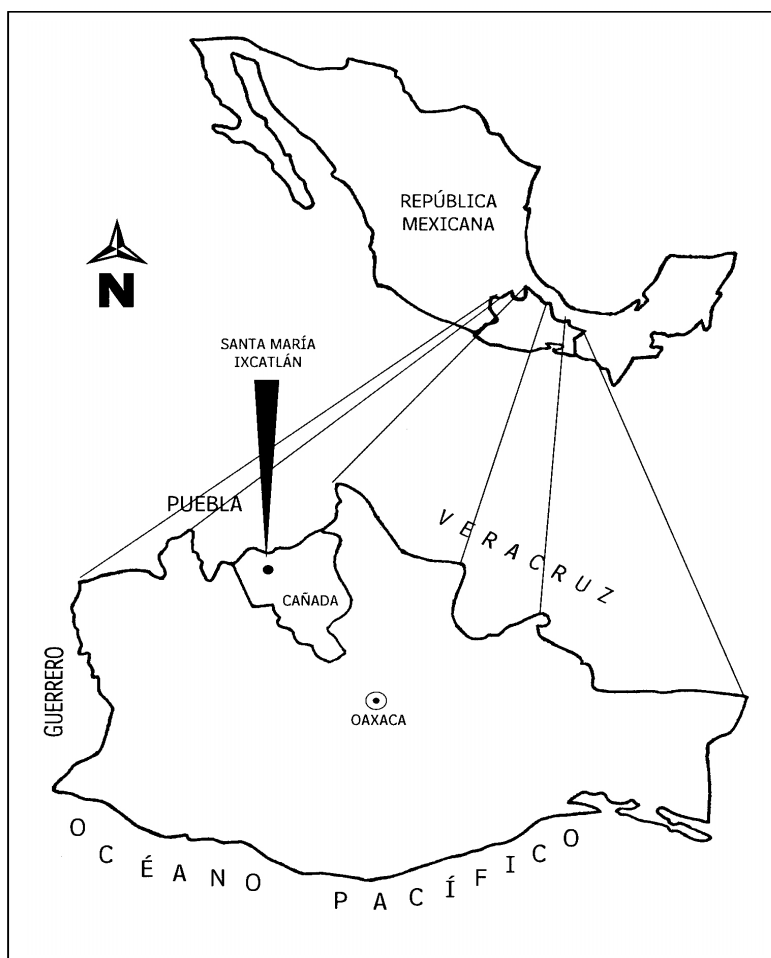 REPÚBLICA
MEXICANA
N
SANTA MARÍA
IXCATLÁN
PUEBLA
VERACRUZ
CAÑADA
GUERRERO
OAXACA
OCÉANO PACÍFICO